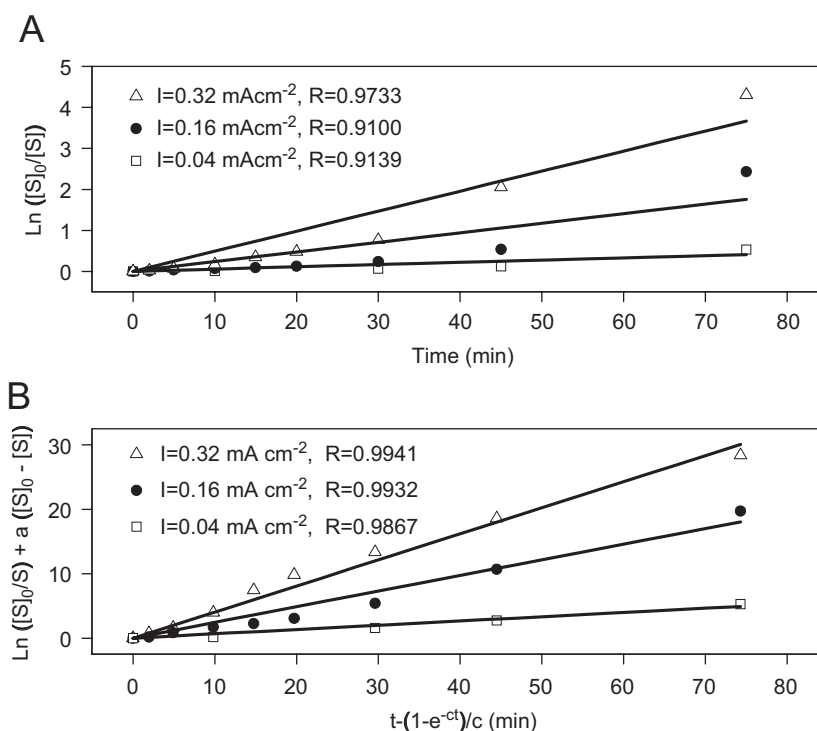 A
5
4
3
2
1
0
Ln ([S]₀/[S])
△ I=0.32 mAcm⁻², R=0.9733
● I=0.16 mAcm⁻², R=0.9100
□ I=0.04 mAcm⁻², R=0.9139
0 10 20 30 40 50 60 70 80
Time (min)
B
30
20
10
0
Ln ([S]₀/S) + a ([S]₀ - [S])
△ I=0.32 mA cm⁻², R=0.9941
● I=0.16 mA cm⁻², R=0.9932
□ I=0.04 mA cm⁻², R=0.9867
0 10 20 30 40 50 60 70 80
t-(1-e⁻ᶜᵗ)/c (min)